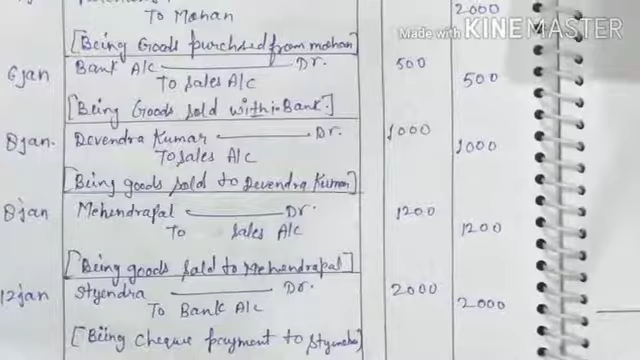 2000
To Mohan
Made with KINEMASTER
[Being Goods purchased from mohan]
6jan Bank A/c Dr. 500
To Sales A/c 500
[Being Goods sold within Bank.]
8jan. Devendra Kumar Dr. 1000
To Sales A/c 1000
[Being goods sold to Devendra Kumar]
8jan Mehendrapal Dr. 1200
To Sales A/c 1200
[Being goods sold to Mehendrapal]
12jan Styendra Dr. 2000
To Bank A/c 2000
[Being Cheque payment to